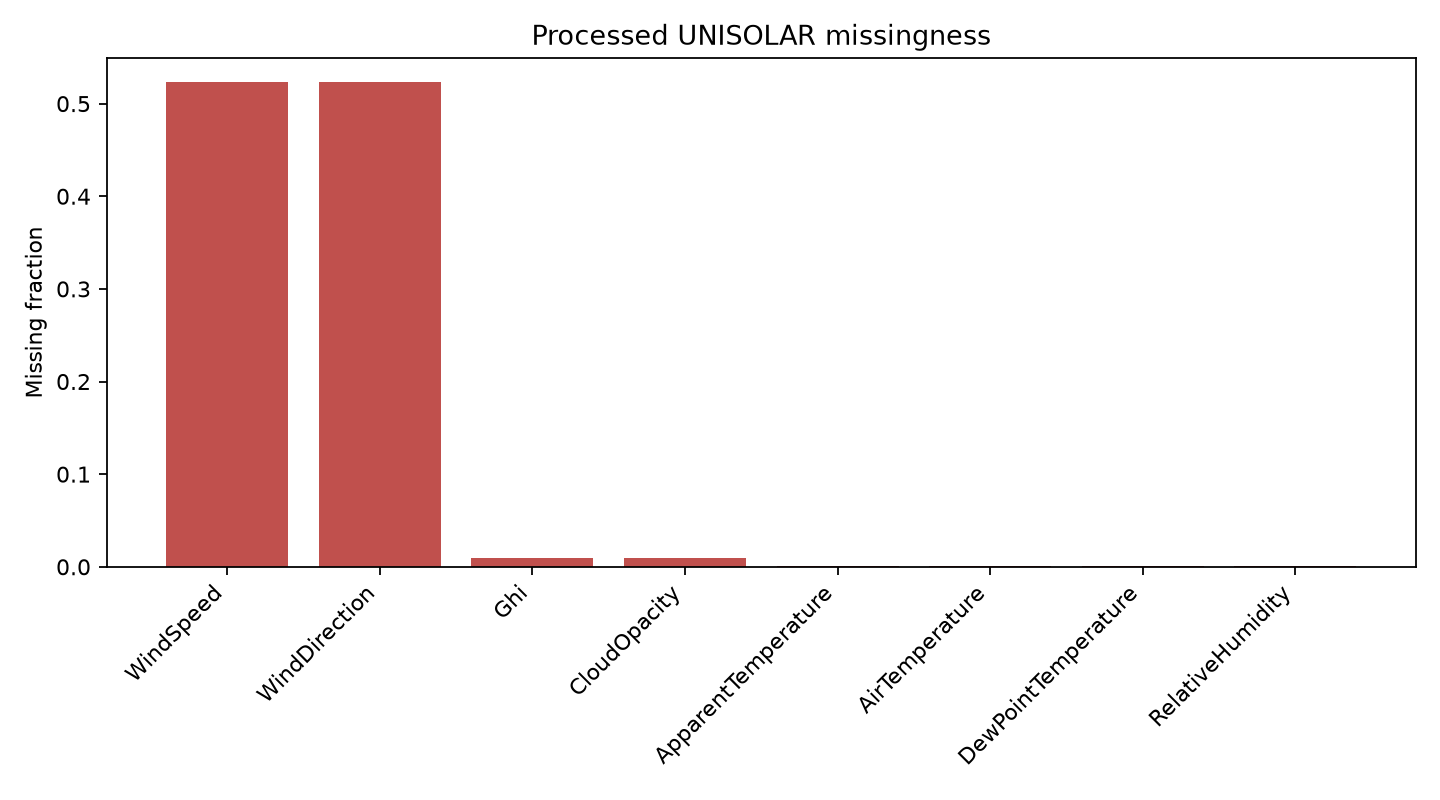 Processed UNISOLAR missingness
Missing fraction
0.5
0.4
0.3
0.2
0.1
0.0
WindSpeed
WindDirection
Ghi
CloudOpacity
ApparentTemperature
AirTemperature
DewPointTemperature
RelativeHumidity